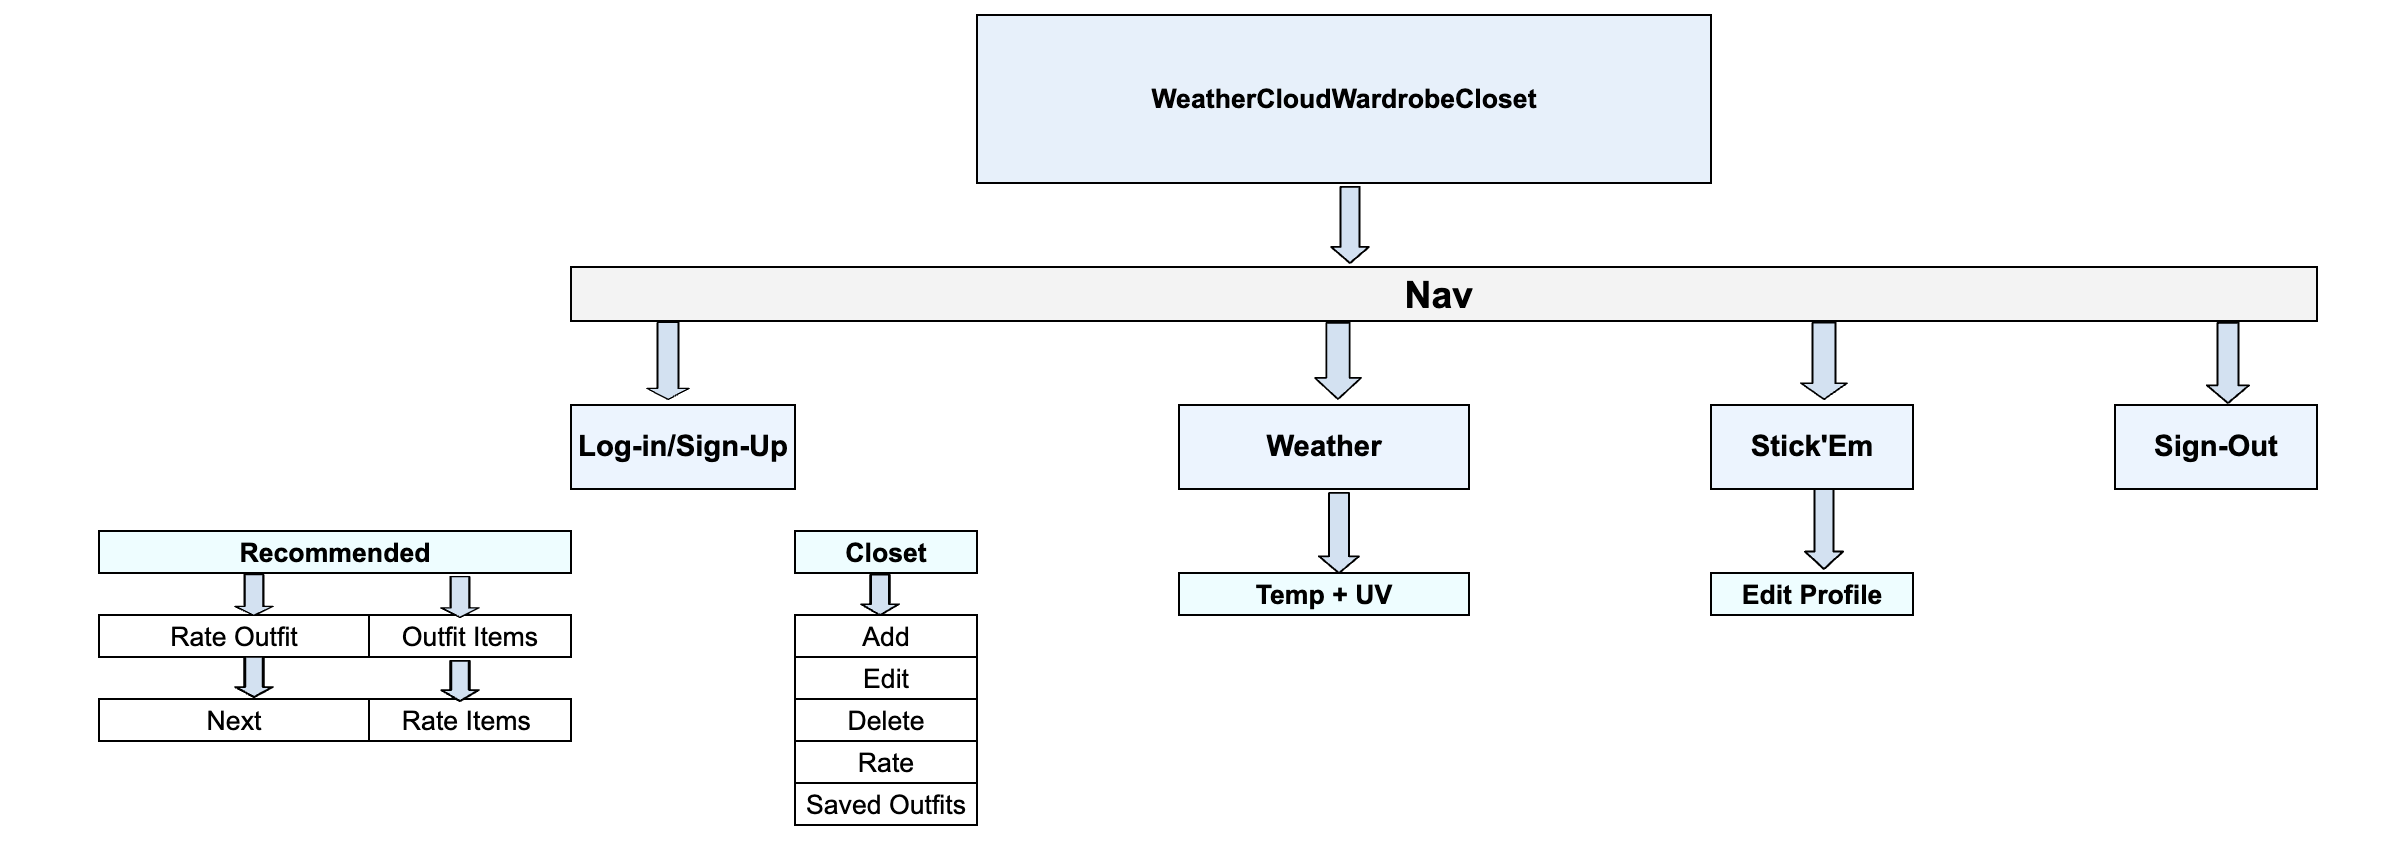 WeatherCloudWardrobeCloset
Nav
Log-in/Sign-Up
Weather
Stick'Em
Sign-Out
Recommended
Closet
Temp + UV
Edit Profile
Rate Outfit
Outfit Items
Add
Edit
Next
Rate Items
Delete
Rate
Saved Outfits